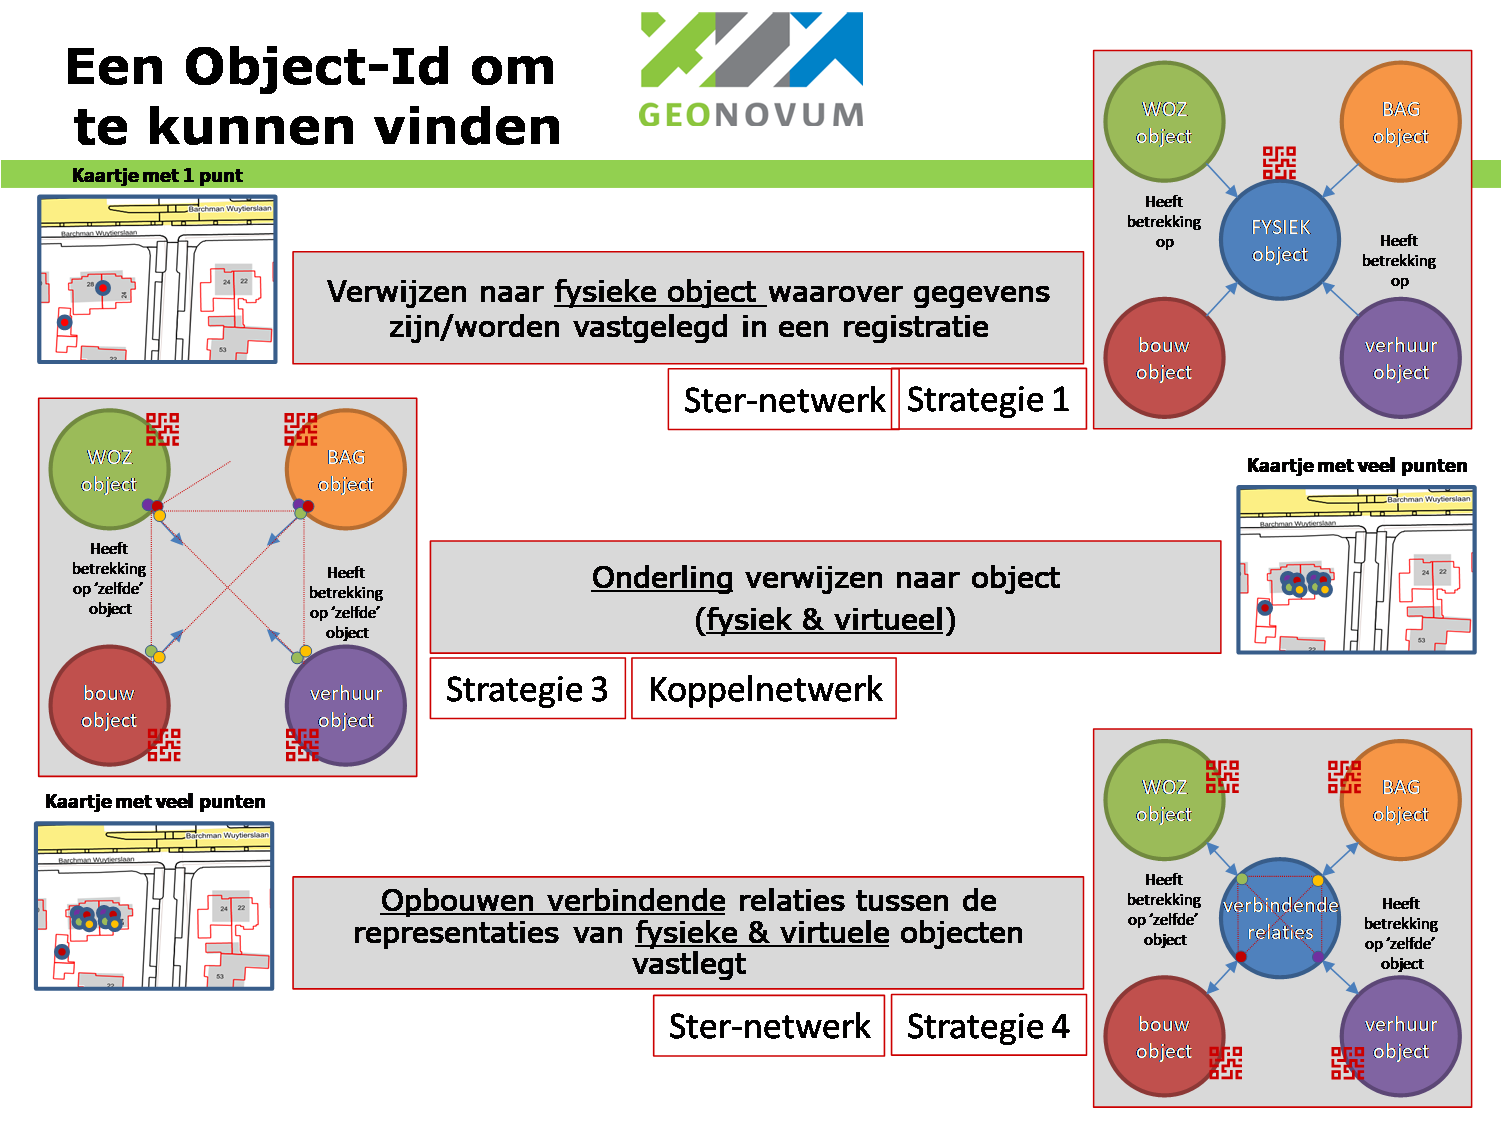 Een Object-Id om
te kunnen vinden
GEONOVUM
Kaartje met 1 punt
Barchman Wuytierslaan
Barchman Wuytierslaan
28
24
24
22
53
22
Verwijzen naar fysieke object waarover gegevens
zijn/worden vastgelegd in een registratie
Ster-netwerk
Strategie 1
WOZ
object
BAG
object
Heeft
betrekking
op
FYSIEK
object
Heeft
betrekking
op
bouw
object
verhuur
object
WOZ
object
BAG
object
Heeft
betrekking
op ‘zelfde’
object
Heeft
betrekking
op ‘zelfde’
object
bouw
object
verhuur
object
Onderling verwijzen naar object
(fysiek & virtueel)
Strategie 3
Koppelnetwerk
Kaartje met veel punten
Barchman Wuytierslaan
Barchman Wuytierslaan
24
22
53
22
Kaartje met veel punten
Barchman Wuytierslaan
Barchman Wuytierslaan
24
22
53
22
Opbouwen verbindende relaties tussen de
representaties van fysieke & virtuele objecten
vastlegt
Ster-netwerk
Strategie 4
WOZ
object
BAG
object
Heeft
betrekking
op ‘zelfde’
object
verbindende
relaties
Heeft
betrekking
op ‘zelfde’
object
bouw
object
verhuur
object